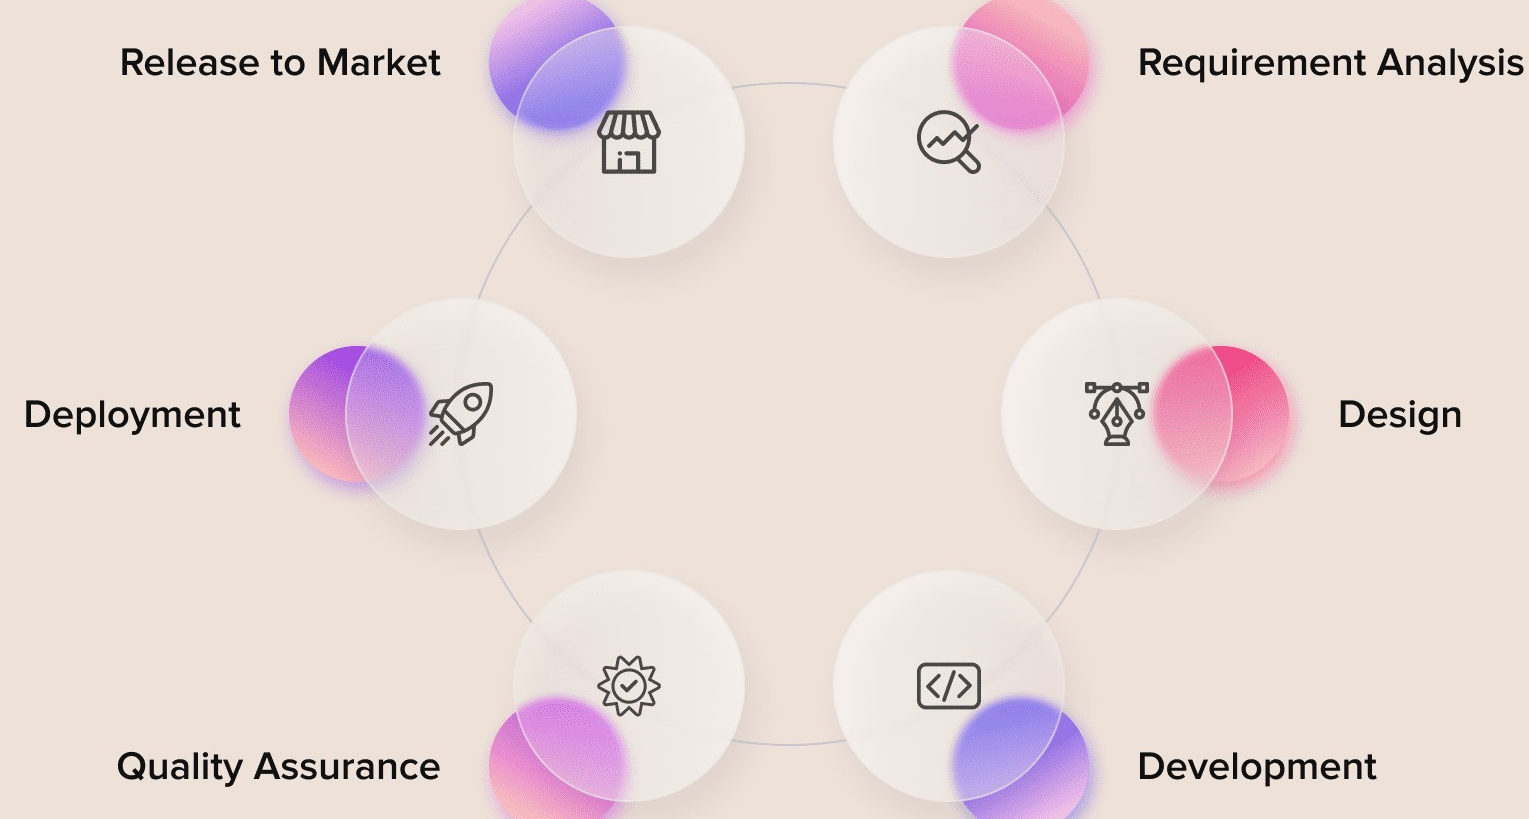 Release to Market
Requirement Analysis
Deployment
Design
Quality Assurance
Development